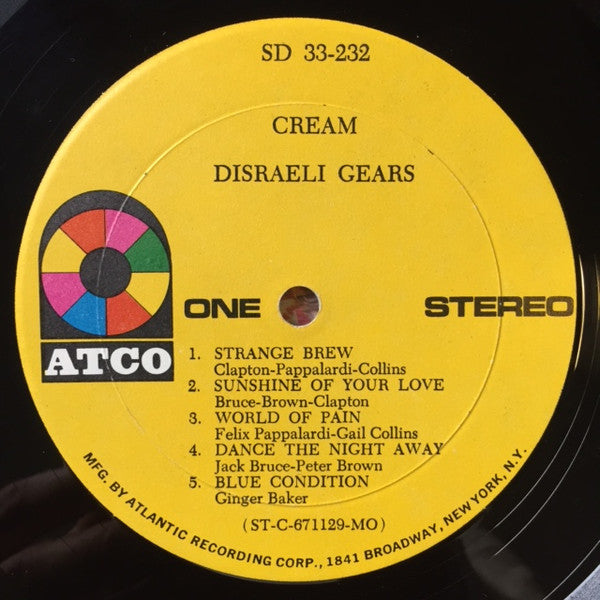 SD 33-232
CREAM
DISRAELI GEARS
ONE
STEREO
ATCO
1. STRANGE BREW
Clapton-Pappalardi-Collins
2. SUNSHINE OF YOUR LOVE
Bruce-Brown-Clapton
3. WORLD OF PAIN
Felix Pappalardi-Gail Collins
4. DANCE THE NIGHT AWAY
Jack Bruce-Peter Brown
5. BLUE CONDITION
Ginger Baker
(ST-C-671129-MO)
MFG. BY ATLANTIC RECORDING CORP., 1841 BROADWAY, NEW YORK, N.Y.